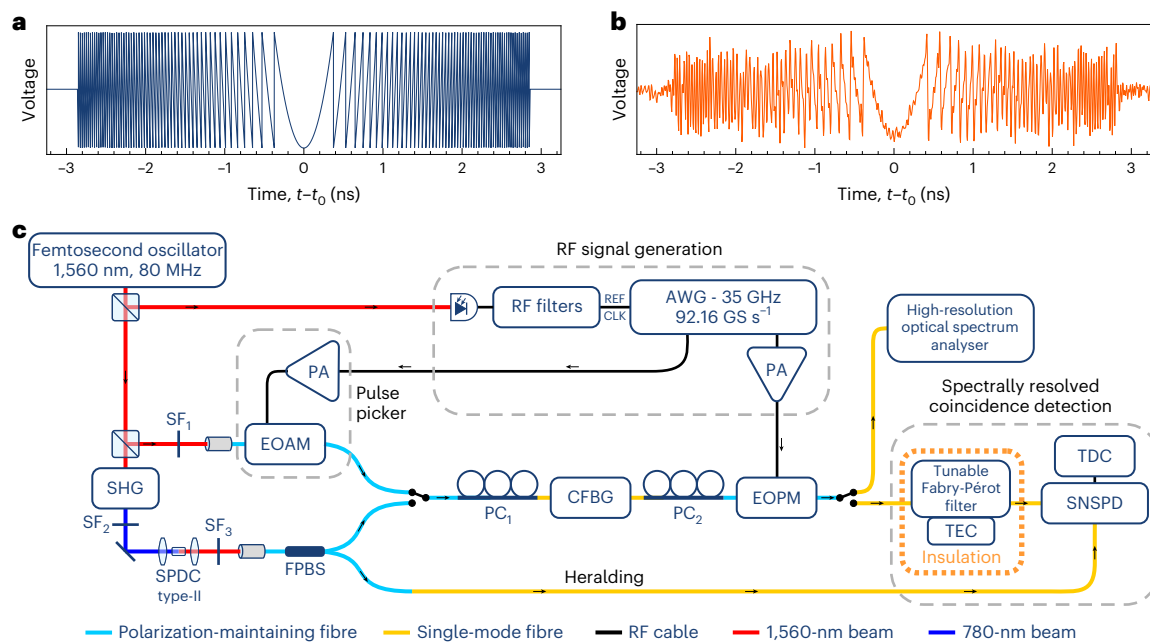 a
Voltage
−3 −2 −1 0 1 2 3
Time, t–t0 (ns)
b
Voltage
−3 −2 −1 0 1 2 3
Time, t–t0 (ns)
c
Femtosecond oscillator
1,560 nm, 80 MHz
RF signal generation
RF filters
REF
CLK
AWG - 35 GHz
92.16 GS s−1
High-resolution
optical spectrum
analyser
PA
Pulse
picker
PA
Spectrally resolved
coincidence detection
SF1
EOAM
SHG
SF2
SF3
SPDC
type-II
FPBS
PC1
CFBG
PC2
EOPM
Tunable
Fabry-Pérot
filter
TEC
Insulation
TDC
SNSPD
Heralding
Polarization-maintaining fibre
Single-mode fibre
RF cable
1,560-nm beam
780-nm beam